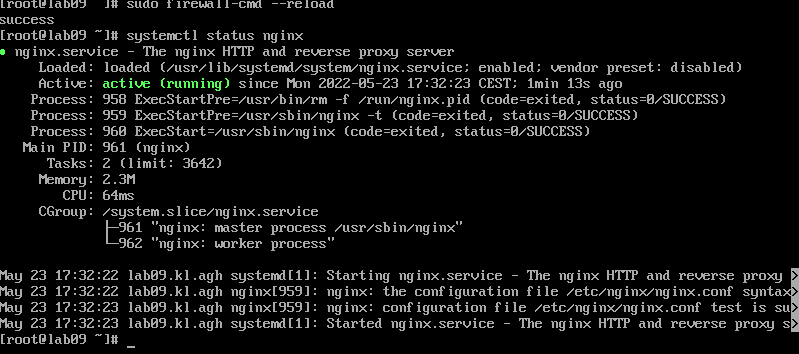 [root@lab09 ~]# sudo firewall-cmd --reload
success
[root@lab09 ~]# systemctl status nginx
● nginx.service - The nginx HTTP and reverse proxy server
Loaded: loaded (/usr/lib/systemd/system/nginx.service; enabled; vendor preset: disabled)
Active: active (running) since Mon 2022-05-23 17:32:23 CEST; 1min 13s ago
Process: 958 ExecStartPre=/usr/bin/rm -f /run/nginx.pid (code=exited, status=0/SUCCESS)
Process: 959 ExecStartPre=/usr/sbin/nginx -t (code=exited, status=0/SUCCESS)
Process: 960 ExecStart=/usr/sbin/nginx (code=exited, status=0/SUCCESS)
Main PID: 961 (nginx)
Tasks: 2 (limit: 3642)
Memory: 2.3M
CPU: 64ms
CGroup: /system.slice/nginx.service
├─961 "nginx: master process /usr/sbin/nginx"
└─962 "nginx: worker process"
May 23 17:32:22 lab09.kl.agh systemd[1]: Starting nginx.service - The nginx HTTP and reverse proxy >
May 23 17:32:22 lab09.kl.agh nginx[959]: nginx: the configuration file /etc/nginx/nginx.conf syntax>
May 23 17:32:23 lab09.kl.agh nginx[959]: nginx: configuration file /etc/nginx/nginx.conf test is su>
May 23 17:32:23 lab09.kl.agh systemd[1]: Started nginx.service - The nginx HTTP and reverse proxy s>
[root@lab09 ~]# _